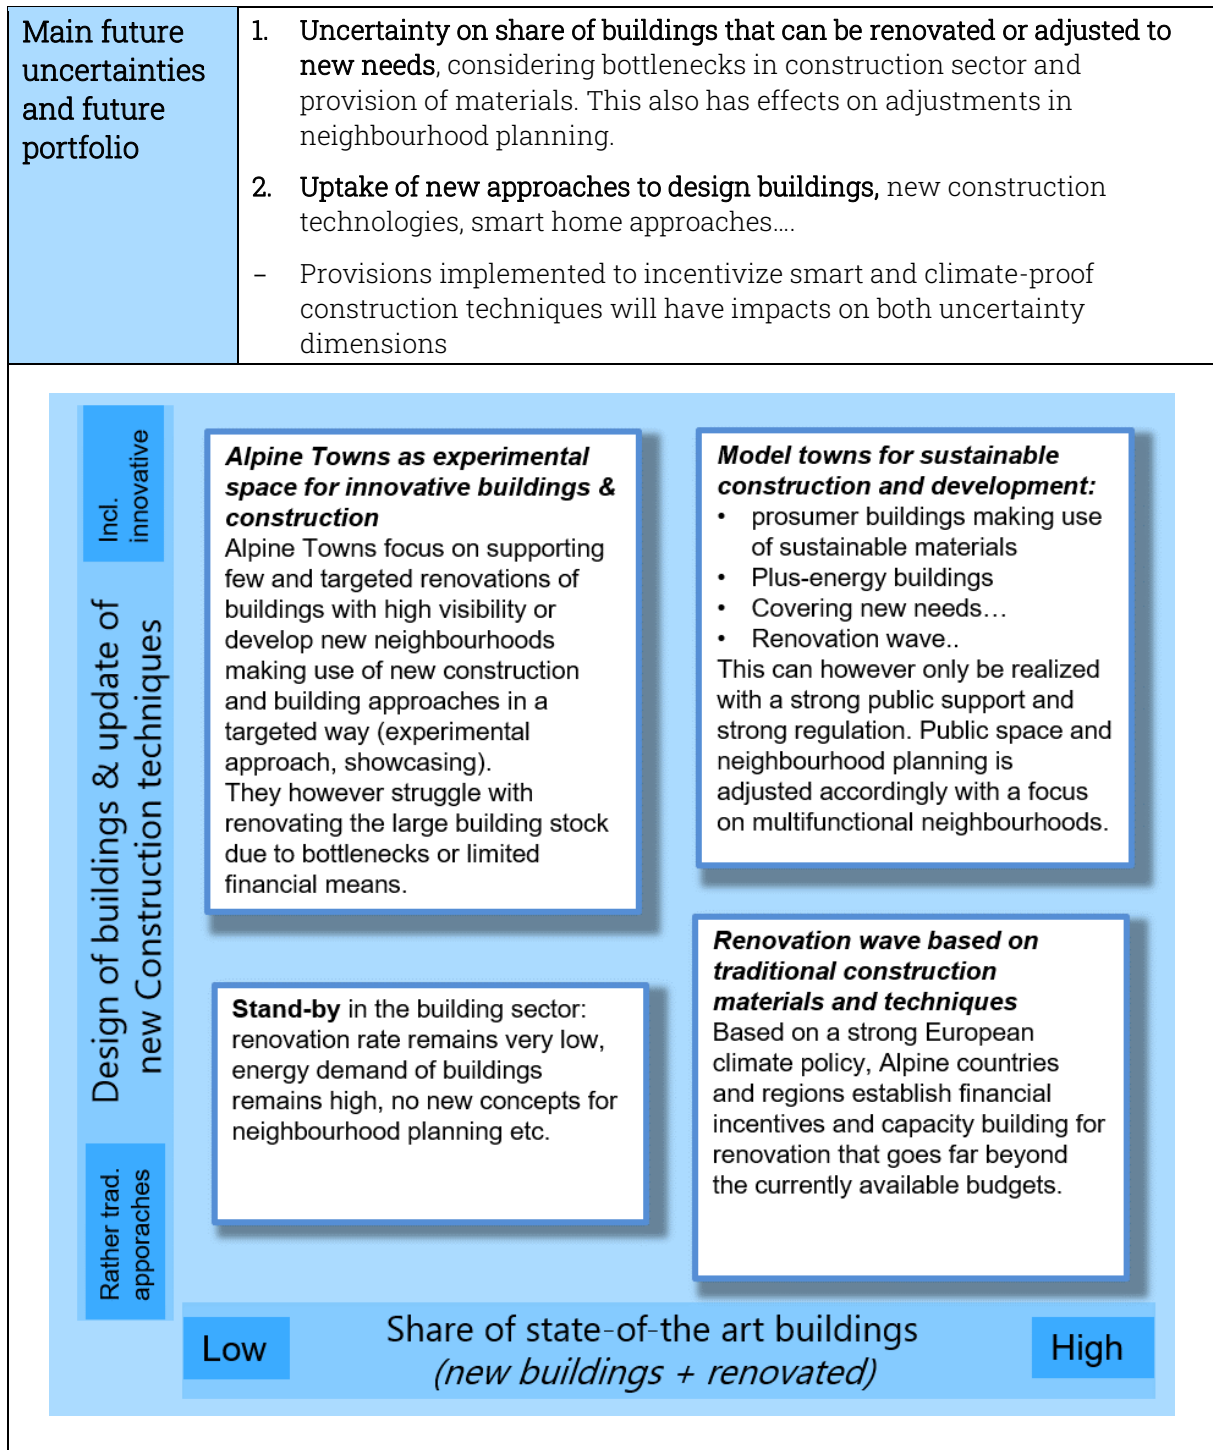 Main future
uncertainties
and future
portfolio
1. Uncertainty on share of buildings that can be renovated or adjusted to
new needs, considering bottlenecks in construction sector and
provision of materials. This also has effects on adjustments in
neighbourhood planning.
2. Uptake of new approaches to design buildings, new construction
technologies, smart home approaches....
– Provisions implemented to incentivize smart and climate-proof
construction techniques will have impacts on both uncertainty
dimensions
Incl.
innovative
Design of buildings & update of
new Construction techniques
Rather trad.
apporaches
Alpine Towns as experimental
space for innovative buildings &
construction
Alpine Towns focus on supporting
few and targeted renovations of
buildings with high visibility or
develop new neighbourhoods
making use of new construction
and building approaches in a
targeted way (experimental
approach, showcasing).
They however struggle with
renovating the large building stock
due to bottlenecks or limited
financial means.
Model towns for sustainable
construction and development:
• prosumer buildings making use
of sustainable materials
• Plus-energy buildings
• Covering new needs…
• Renovation wave..
This can however only be realized
with a strong public support and
strong regulation. Public space and
neighbourhood planning is
adjusted accordingly with a focus
on multifunctional neighbourhoods.
Stand-by in the building sector:
renovation rate remains very low,
energy demand of buildings
remains high, no new concepts for
neighbourhood planning etc.
Renovation wave based on
traditional construction
materials and techniques
Based on a strong European
climate policy, Alpine countries
and regions establish financial
incentives and capacity building for
renovation that goes far beyond
the currently available budgets.
Low
Share of state-of-the art buildings
(new buildings + renovated)
High